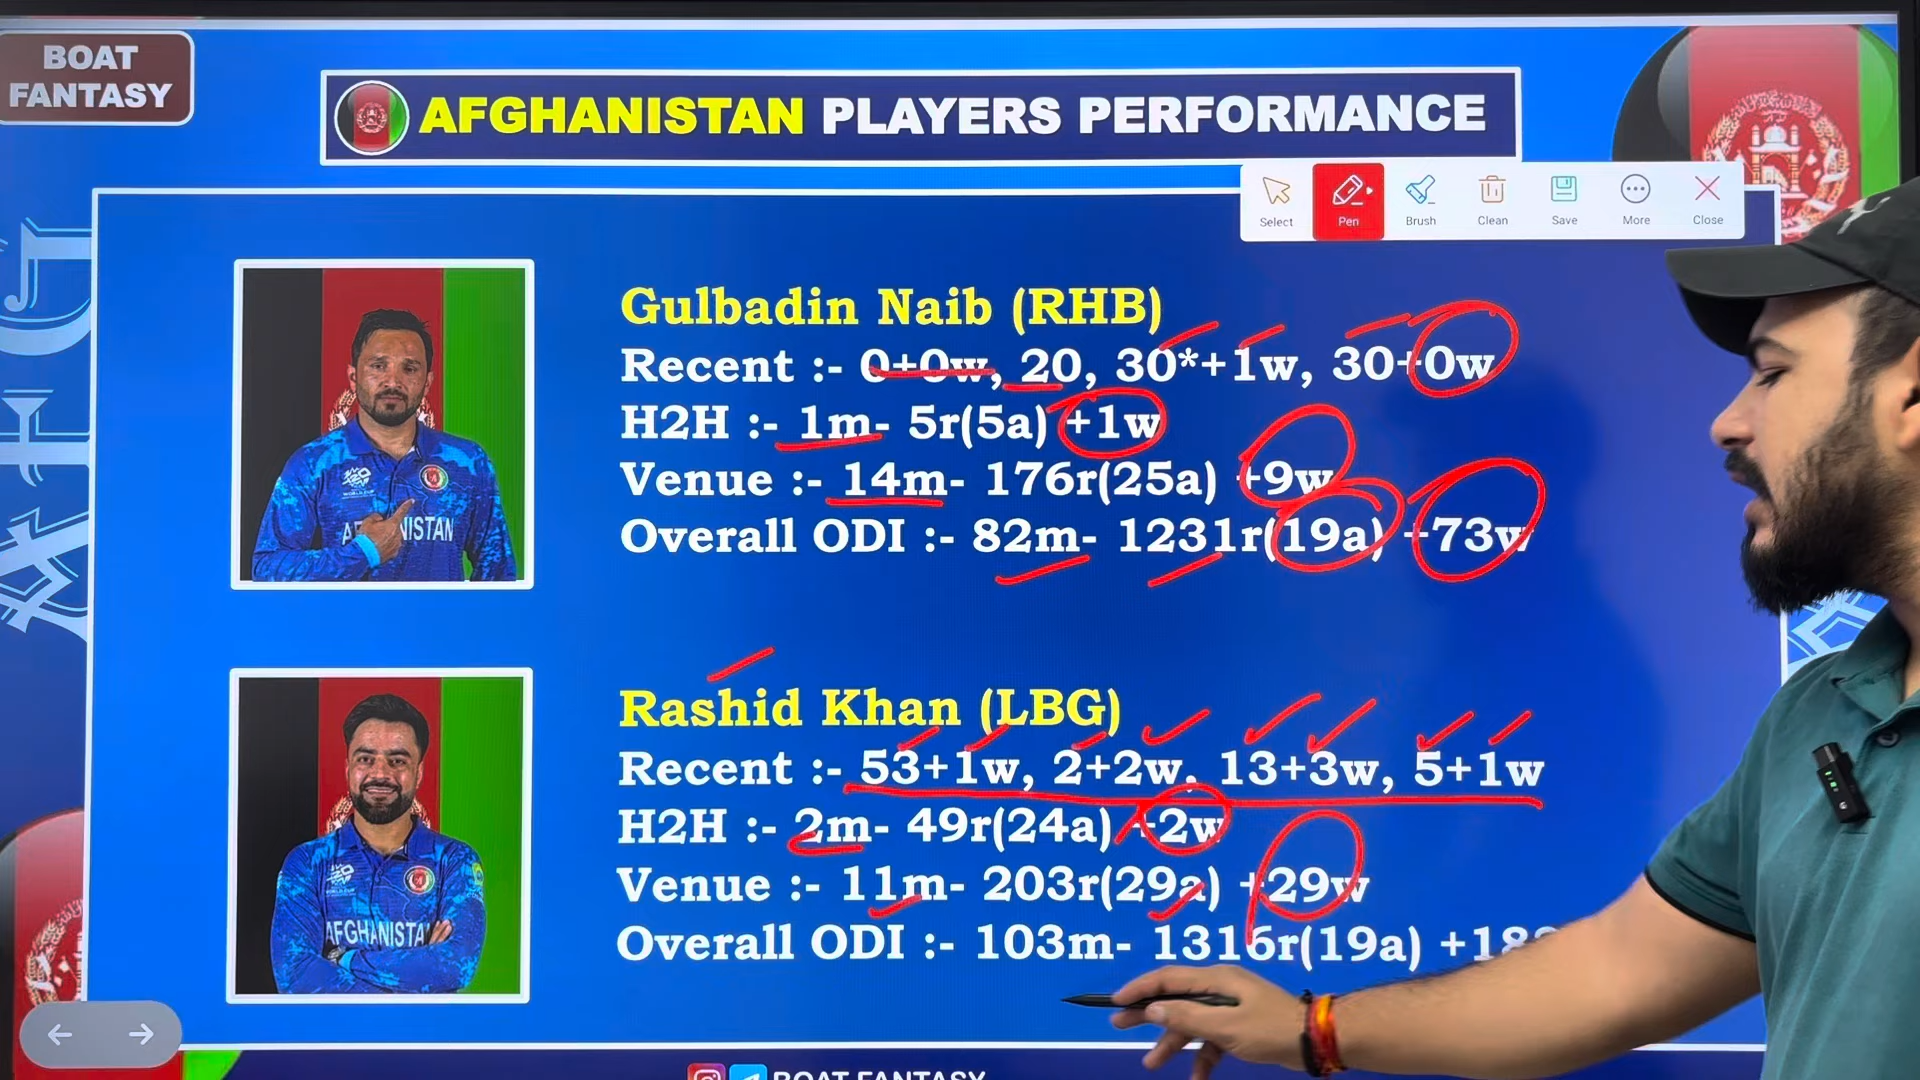 BOAT
FANTASY
AFGHANISTAN PLAYERS PERFORMANCE
Select Pen Brush Clean Save More Close
Gulbadin Naib (RHB)
Recent :- 0+0w, 20, 30*+1w, 30+0w
H2H :- 1m- 5r(5a) +1w
Venue :- 14m- 176r(25a) +9w
Overall ODI :- 82m- 1231r(19a) +73w
AFGHANISTAN
Rashid Khan (LBG)
Recent :- 53+1w, 2+2w, 13+3w, 5+1w
H2H :- 2m- 49r(24a) +2w
Venue :- 11m- 203r(29a) +29w
Overall ODI :- 103m- 1316r(19a)
AFGHANISTAN
BOAT FANTASY